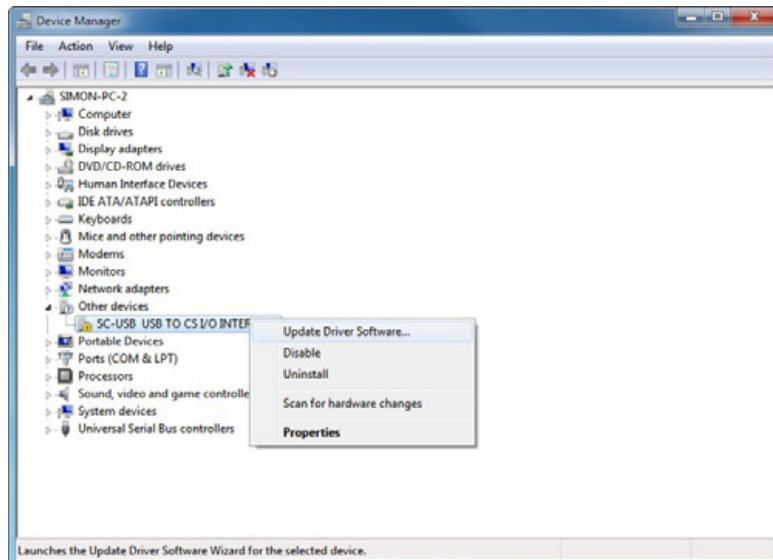 Device Manager
File Action View Help
SIMON-PC-2
Computer
Disk drives
Display adapters
DVD/CD-ROM drives
Human Interface Devices
IDE ATA/ATAPI controllers
Keyboards
Mice and other pointing devices
Modems
Monitors
Network adapters
Other devices
SC-USB USB TO CS I/O INTER
Update Driver Software...
Disable
Uninstall
Scan for hardware changes
Properties
Portable Devices
Ports (COM & LPT)
Processors
Sound, video and game controlle
System devices
Universal Serial Bus controllers
Launches the Update Driver Software Wizard for the selected device.